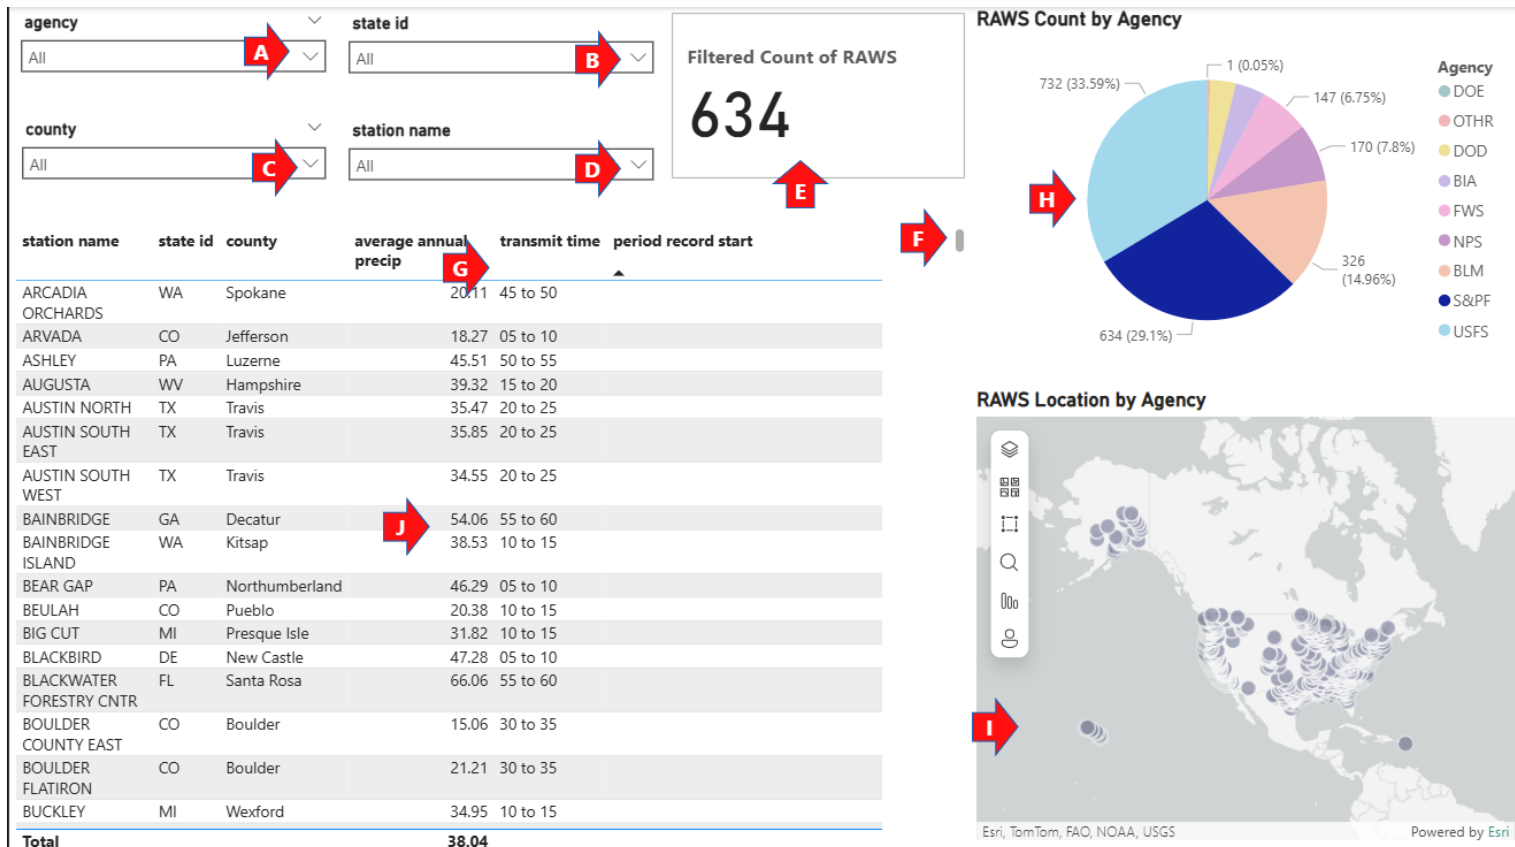 agency
All
A
state id
All
B
county
All
C
station name
All
D
Filtered Count of RAWS
634
E
F
station name state id county average annual precip transmit time period record start
G
ARCADIA ORCHARDS WA Spokane 20.11 45 to 50
ARVADA CO Jefferson 18.27 05 to 10
ASHLEY PA Luzerne 45.51 50 to 55
AUGUSTA WV Hampshire 39.32 15 to 20
AUSTIN NORTH TX Travis 35.47 20 to 25
AUSTIN SOUTH EAST TX Travis 35.85 20 to 25
AUSTIN SOUTH WEST TX Travis 34.55 20 to 25
J
BAINBRIDGE GA Decatur 54.06 55 to 60
BAINBRIDGE ISLAND WA Kitsap 38.53 10 to 15
BEAR GAP PA Northumberland 46.29 05 to 10
BEULAH CO Pueblo 20.38 10 to 15
BIG CUT MI Presque Isle 31.82 10 to 15
BLACKBIRD DE New Castle 47.28 05 to 10
BLACKWATER FORESTRY CNTR FL Santa Rosa 66.06 55 to 60
BOULDER COUNTY EAST CO Boulder 15.06 30 to 35
BOULDER FLATIRON CO Boulder 21.21 30 to 35
BUCKLEY MI Wexford 34.95 10 to 15
Total 38.04
RAWS Count by Agency
1 (0.05%)
732 (33.59%)
147 (6.75%)
170 (7.8%)
H
326
(14.96%)
634 (29.1%)
Agency
DOE
OTHR
DOD
BIA
FWS
NPS
BLM
S&PF
USFS
RAWS Location by Agency
I
Esri, TomTom, FAO, NOAA, USGS
Powered by Esri